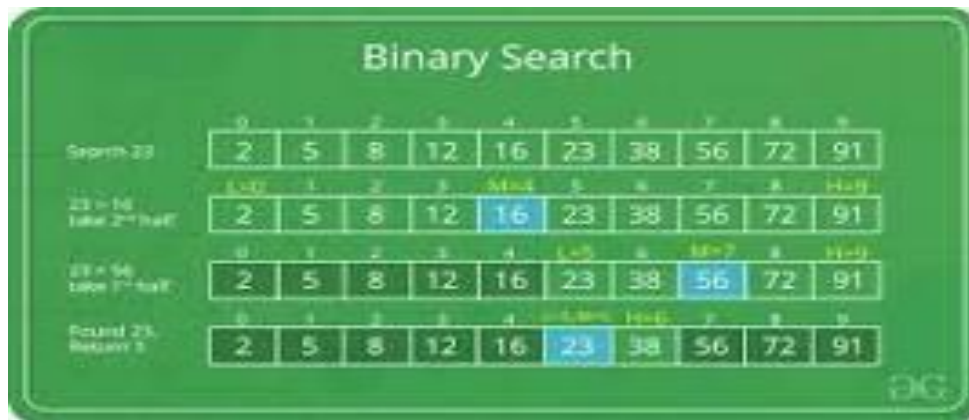 Binary Search
0 1 2 3 4 5 6 7 8 9
Search 23
2 5 8 12 16 23 38 56 72 91
L=0 1 2 3 M=4 5 6 7 8 H=9
23 > 16
take 2nd half
2 5 8 12 16 23 38 56 72 91
0 1 2 3 4 L=5 6 M=7 8 H=9
take 1st half
2 5 8 12 16 23 38 56 72 91
0 1 2 3 4 H=6 7 8 9
Found 23,
Return 5
2 5 8 12 16 23 38 56 72 91
GG